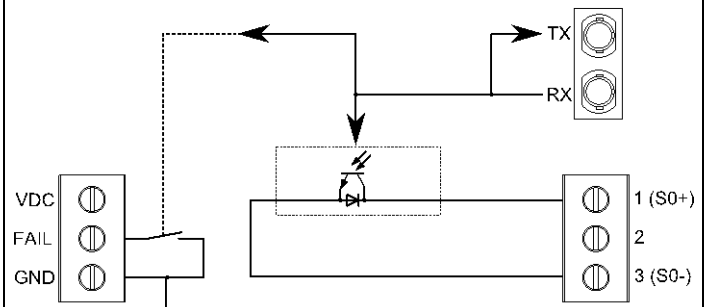 TX
RX
VDC
FAIL
GND
1 (S0+)
2
3 (S0-)